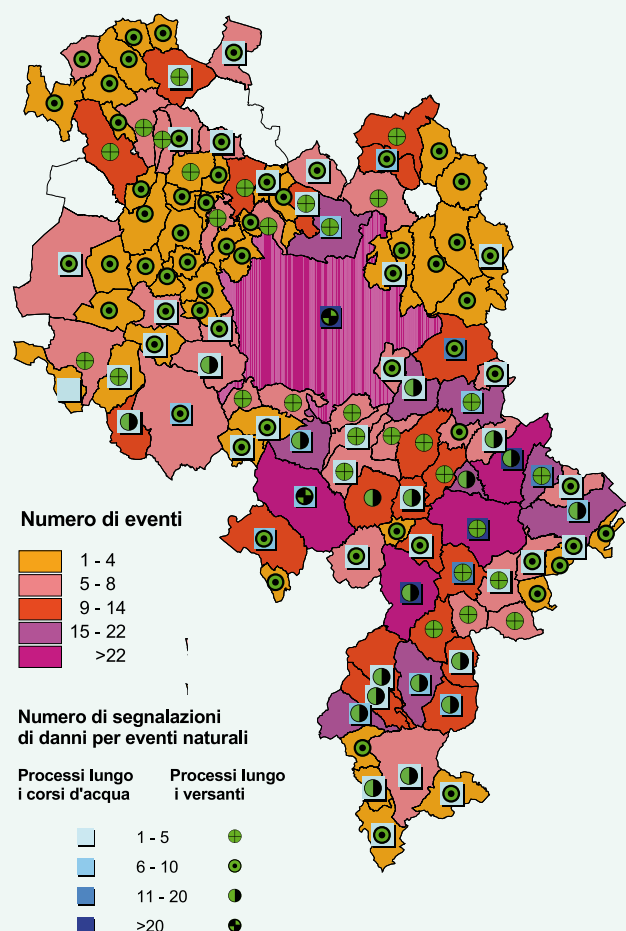 Numero di eventi
1 - 4
5 - 8
9 - 14
15 - 22
>22
Numero di segnalazioni
di danni per eventi naturali
Processi lungo Processi lungo
i corsi d'acqua i versanti
1 - 5
6 - 10
11 - 20
>20